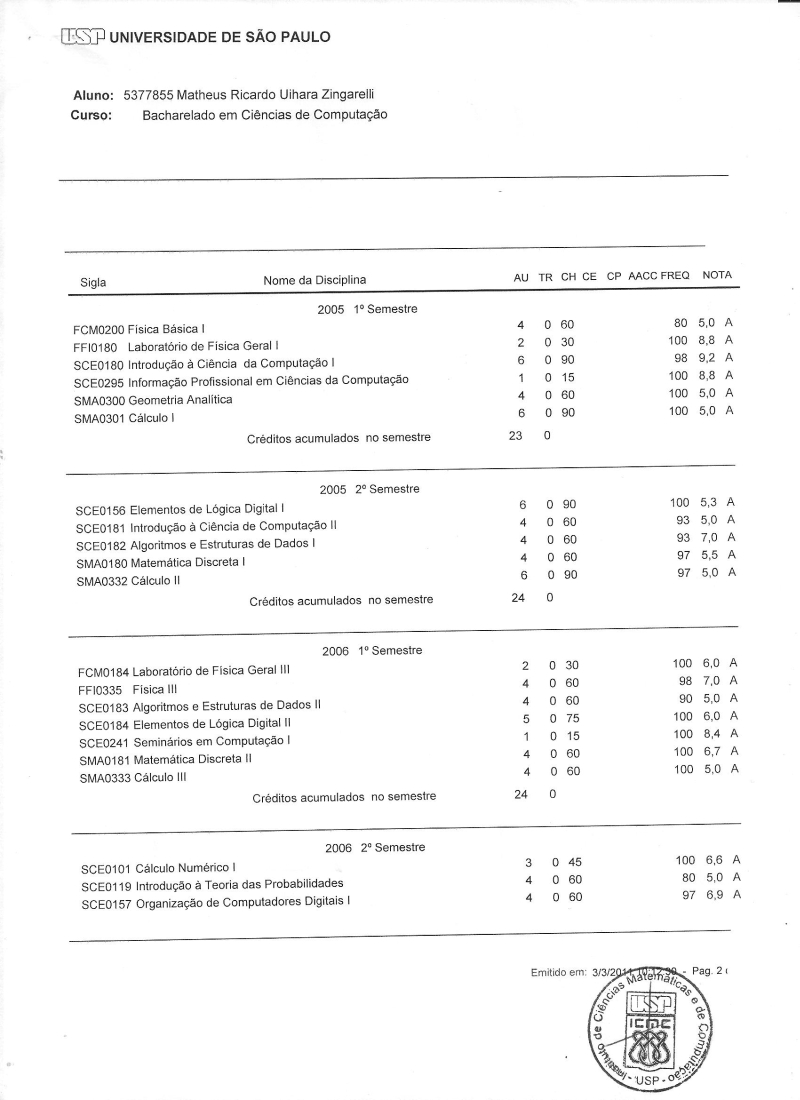 USP UNIVERSIDADE DE SÃO PAULO
Aluno: 5377855 Matheus Ricardo Uihara Zingarelli
Curso: Bacharelado em Ciências de Computação
Sigla Nome da Disciplina AU TR CH CE CP AACC FREQ NOTA
2005 1º Semestre
FCM0200 Física Básica I 4 0 60 80 5,0 A
FFI0180 Laboratório de Física Geral I 2 0 30 100 8,8 A
SCE0180 Introdução à Ciência da Computação I 6 0 90 98 9,2 A
SCE0295 Informação Profissional em Ciências da Computação 1 0 15 100 8,8 A
SMA0300 Geometria Analítica 4 0 60 100 5,0 A
SMA0301 Cálculo I 6 0 90 100 5,0 A
Créditos acumulados no semestre 23 0
2005 2º Semestre
SCE0156 Elementos de Lógica Digital I 6 0 90 100 5,3 A
SCE0181 Introdução à Ciência de Computação II 4 0 60 93 5,0 A
SCE0182 Algoritmos e Estruturas de Dados I 4 0 60 93 7,0 A
SMA0180 Matemática Discreta I 4 0 60 97 5,5 A
SMA0332 Cálculo II 6 0 90 97 5,0 A
Créditos acumulados no semestre 24 0
2006 1º Semestre
FCM0184 Laboratório de Física Geral III 2 0 30 100 6,0 A
FFI0335 Física III 4 0 60 98 7,0 A
SCE0183 Algoritmos e Estruturas de Dados II 4 0 60 90 5,0 A
SCE0184 Elementos de Lógica Digital II 5 0 75 100 6,0 A
SCE0241 Seminários em Computação I 1 0 15 100 8,4 A
SMA0181 Matemática Discreta II 4 0 60 100 6,7 A
SMA0333 Cálculo III 4 0 60 100 5,0 A
Créditos acumulados no semestre 24 0
2006 2º Semestre
SCE0101 Cálculo Numérico I 3 0 45 100 6,6 A
SCE0119 Introdução à Teoria das Probabilidades 4 0 60 80 5,0 A
SCE0157 Organização de Computadores Digitais I 4 0 60 97 6,9 A
Emitido em: 3/3/2011 - Pag. 2
Instituto de Ciências Matemáticas e de Computação
USP
ICMC
- USP -